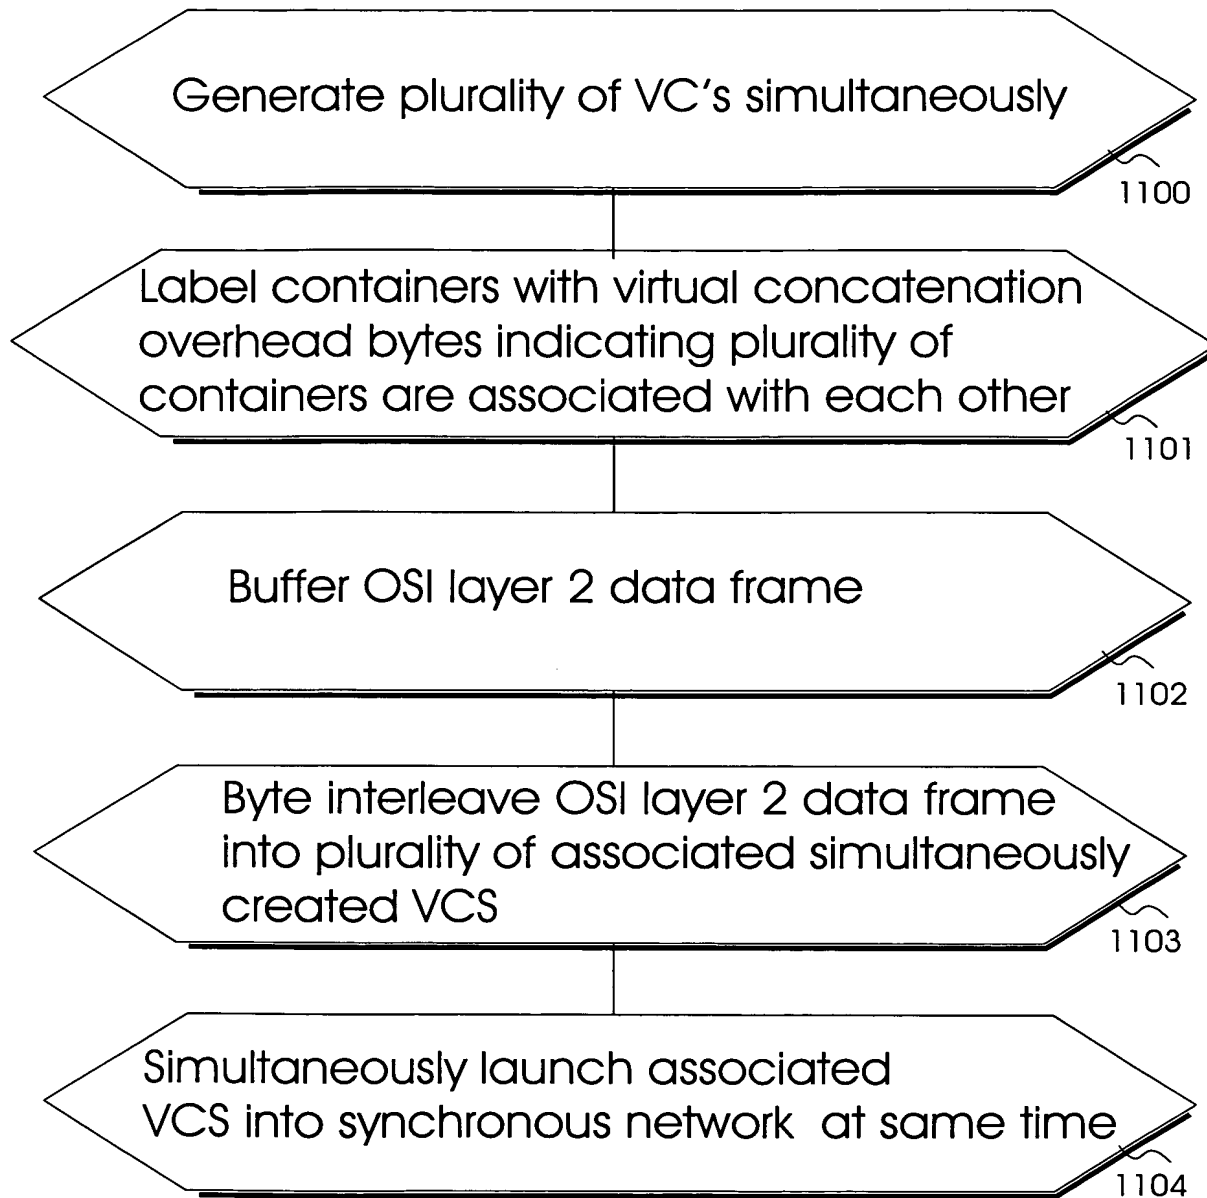 Generate plurality of VC's simultaneously
1100
Label containers with virtual concatenation
overhead bytes indicating plurality of
containers are associated with each other
1101
Buffer OSI layer 2 data frame
1102
Byte interleave OSI layer 2 data frame
into plurality of associated simultaneously
created VCS
1103
Simultaneously launch associated
VCS into synchronous network at same time
1104